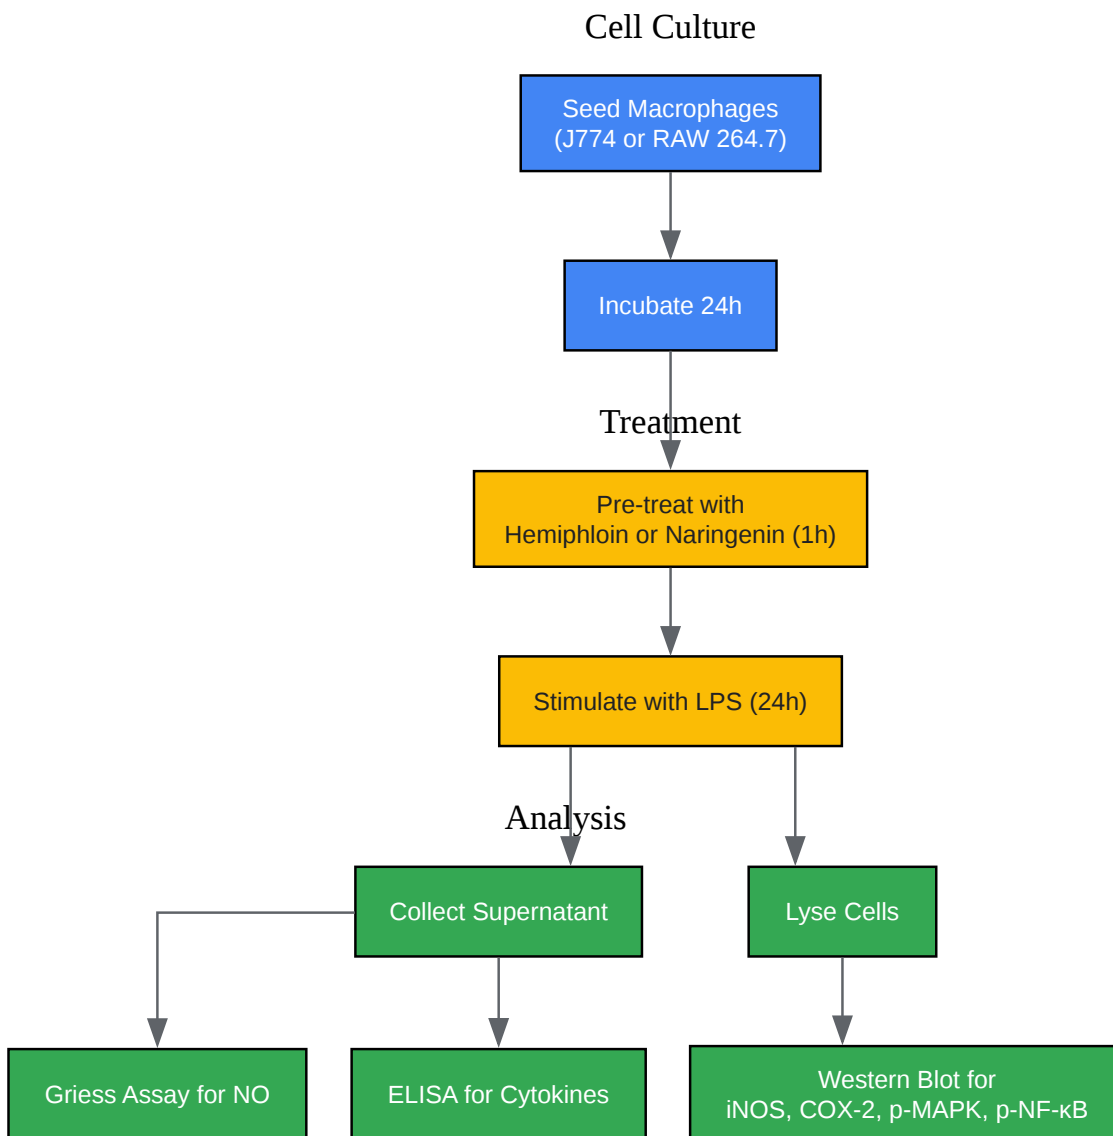 Cell Culture
Seed Macrophages
(J774 or RAW 264.7)
Incubate 24h
Treatment
Pre-treat with
Hemiphloin or Naringenin (1h)
Stimulate with LPS (24h)
Analysis
Collect Supernatant
Lyse Cells
Griess Assay for NO
ELISA for Cytokines
Western Blot for
iNOS, COX-2, p-MAPK, p-NF-κB